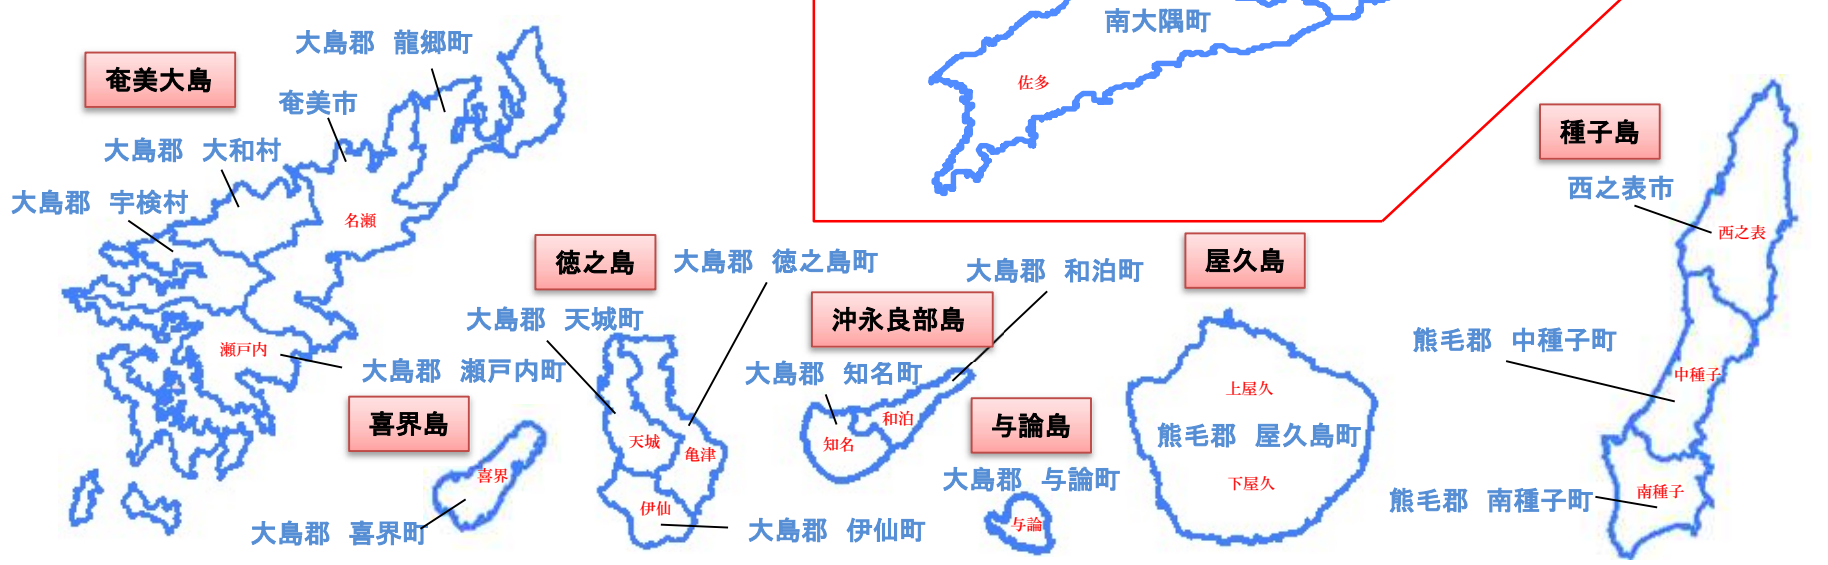 南大隅町
佐多
奄美大島
大島郡　龍郷町
奄美市
大島郡　大和村
大島郡　宇検村
名瀬
瀬戸内
大島郡　瀬戸内町
喜界島
喜界
大島郡　喜界町
徳之島
大島郡　徳之島町
大島郡　天城町
天城
亀津
伊仙
大島郡　伊仙町
沖永良部島
大島郡　和泊町
大島郡　知名町
和泊
知名
与論島
大島郡　与論町
与論
屋久島
上屋久
熊毛郡　屋久島町
下屋久
種子島
西之表市
西之表
熊毛郡　中種子町
中種子
熊毛郡　南種子町
南種子